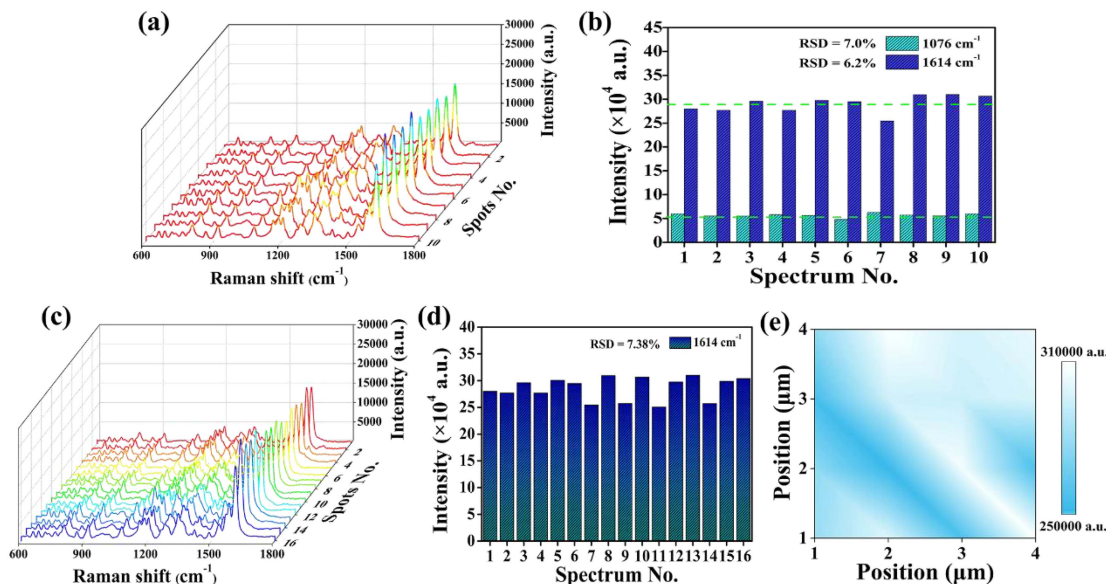 (a)
30000
25000
20000
15000
10000
5000
Intensity (a.u.)
2
4
6
8
10
Spots No.
600
900
1200
1500
1800
Raman shift (cm⁻¹)
(b)
45
40
35
30
25
20
15
10
5
0
Intensity (×10⁴ a.u.)
RSD = 7.0% 1076 cm⁻¹
RSD = 6.2% 1614 cm⁻¹
1 2 3 4 5 6 7 8 9 10
Spectrum No.
(c)
30000
25000
20000
15000
10000
5000
Intensity (a.u.)
2
4
6
8
10
12
14
16
Spots No.
600
900
1200
1500
1800
Raman shift (cm⁻¹)
(d)
40
35
30
25
20
15
10
5
0
Intensity (×10⁴ a.u.)
RSD = 7.38% 1614 cm⁻¹
1 2 3 4 5 6 7 8 9 10 11 12 13 14 15 16
Spectrum No.
(e)
4
3
2
1
Position (μm)
1 2 3 4
Position (μm)
310000 a.u.
250000 a.u.